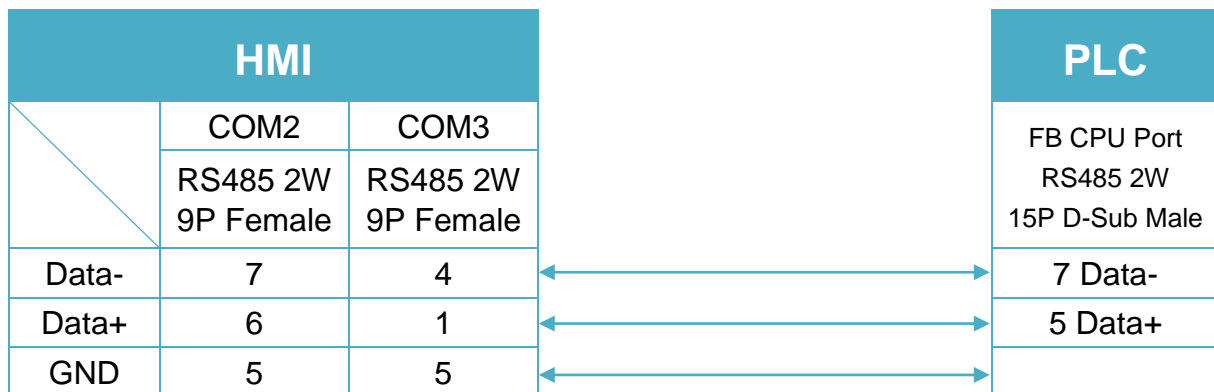 HMI PLC
COM2 COM3
FB CPU Port
RS485 2W RS485 2W RS485 2W
9P Female 9P Female 15P D-Sub Male
Data- 7 4 7 Data-
Data+ 6 1 5 Data+
GND 5 5